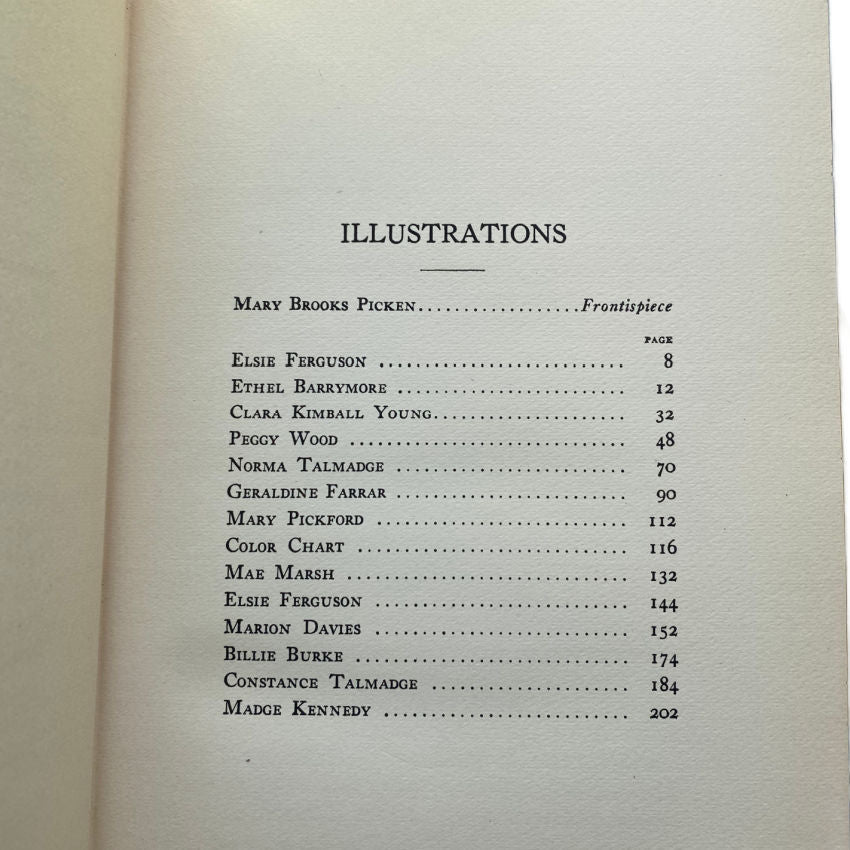 ILLUSTRATIONS
Mary Brooks Picken..................Frontispiece
PAGE
Elsie Ferguson .......................... 8
Ethel Barrymore ........................ 12
Clara Kimball Young.................... 32
Peggy Wood ............................. 48
Norma Talmadge ........................ 70
Geraldine Farrar ........................ 90
Mary Pickford .......................... 112
Color Chart ............................ 116
Mae Marsh .............................. 132
Elsie Ferguson .......................... 144
Marion Davies .......................... 152
Billie Burke ............................ 174
Constance Talmadge .................... 184
Madge Kennedy ......................... 202